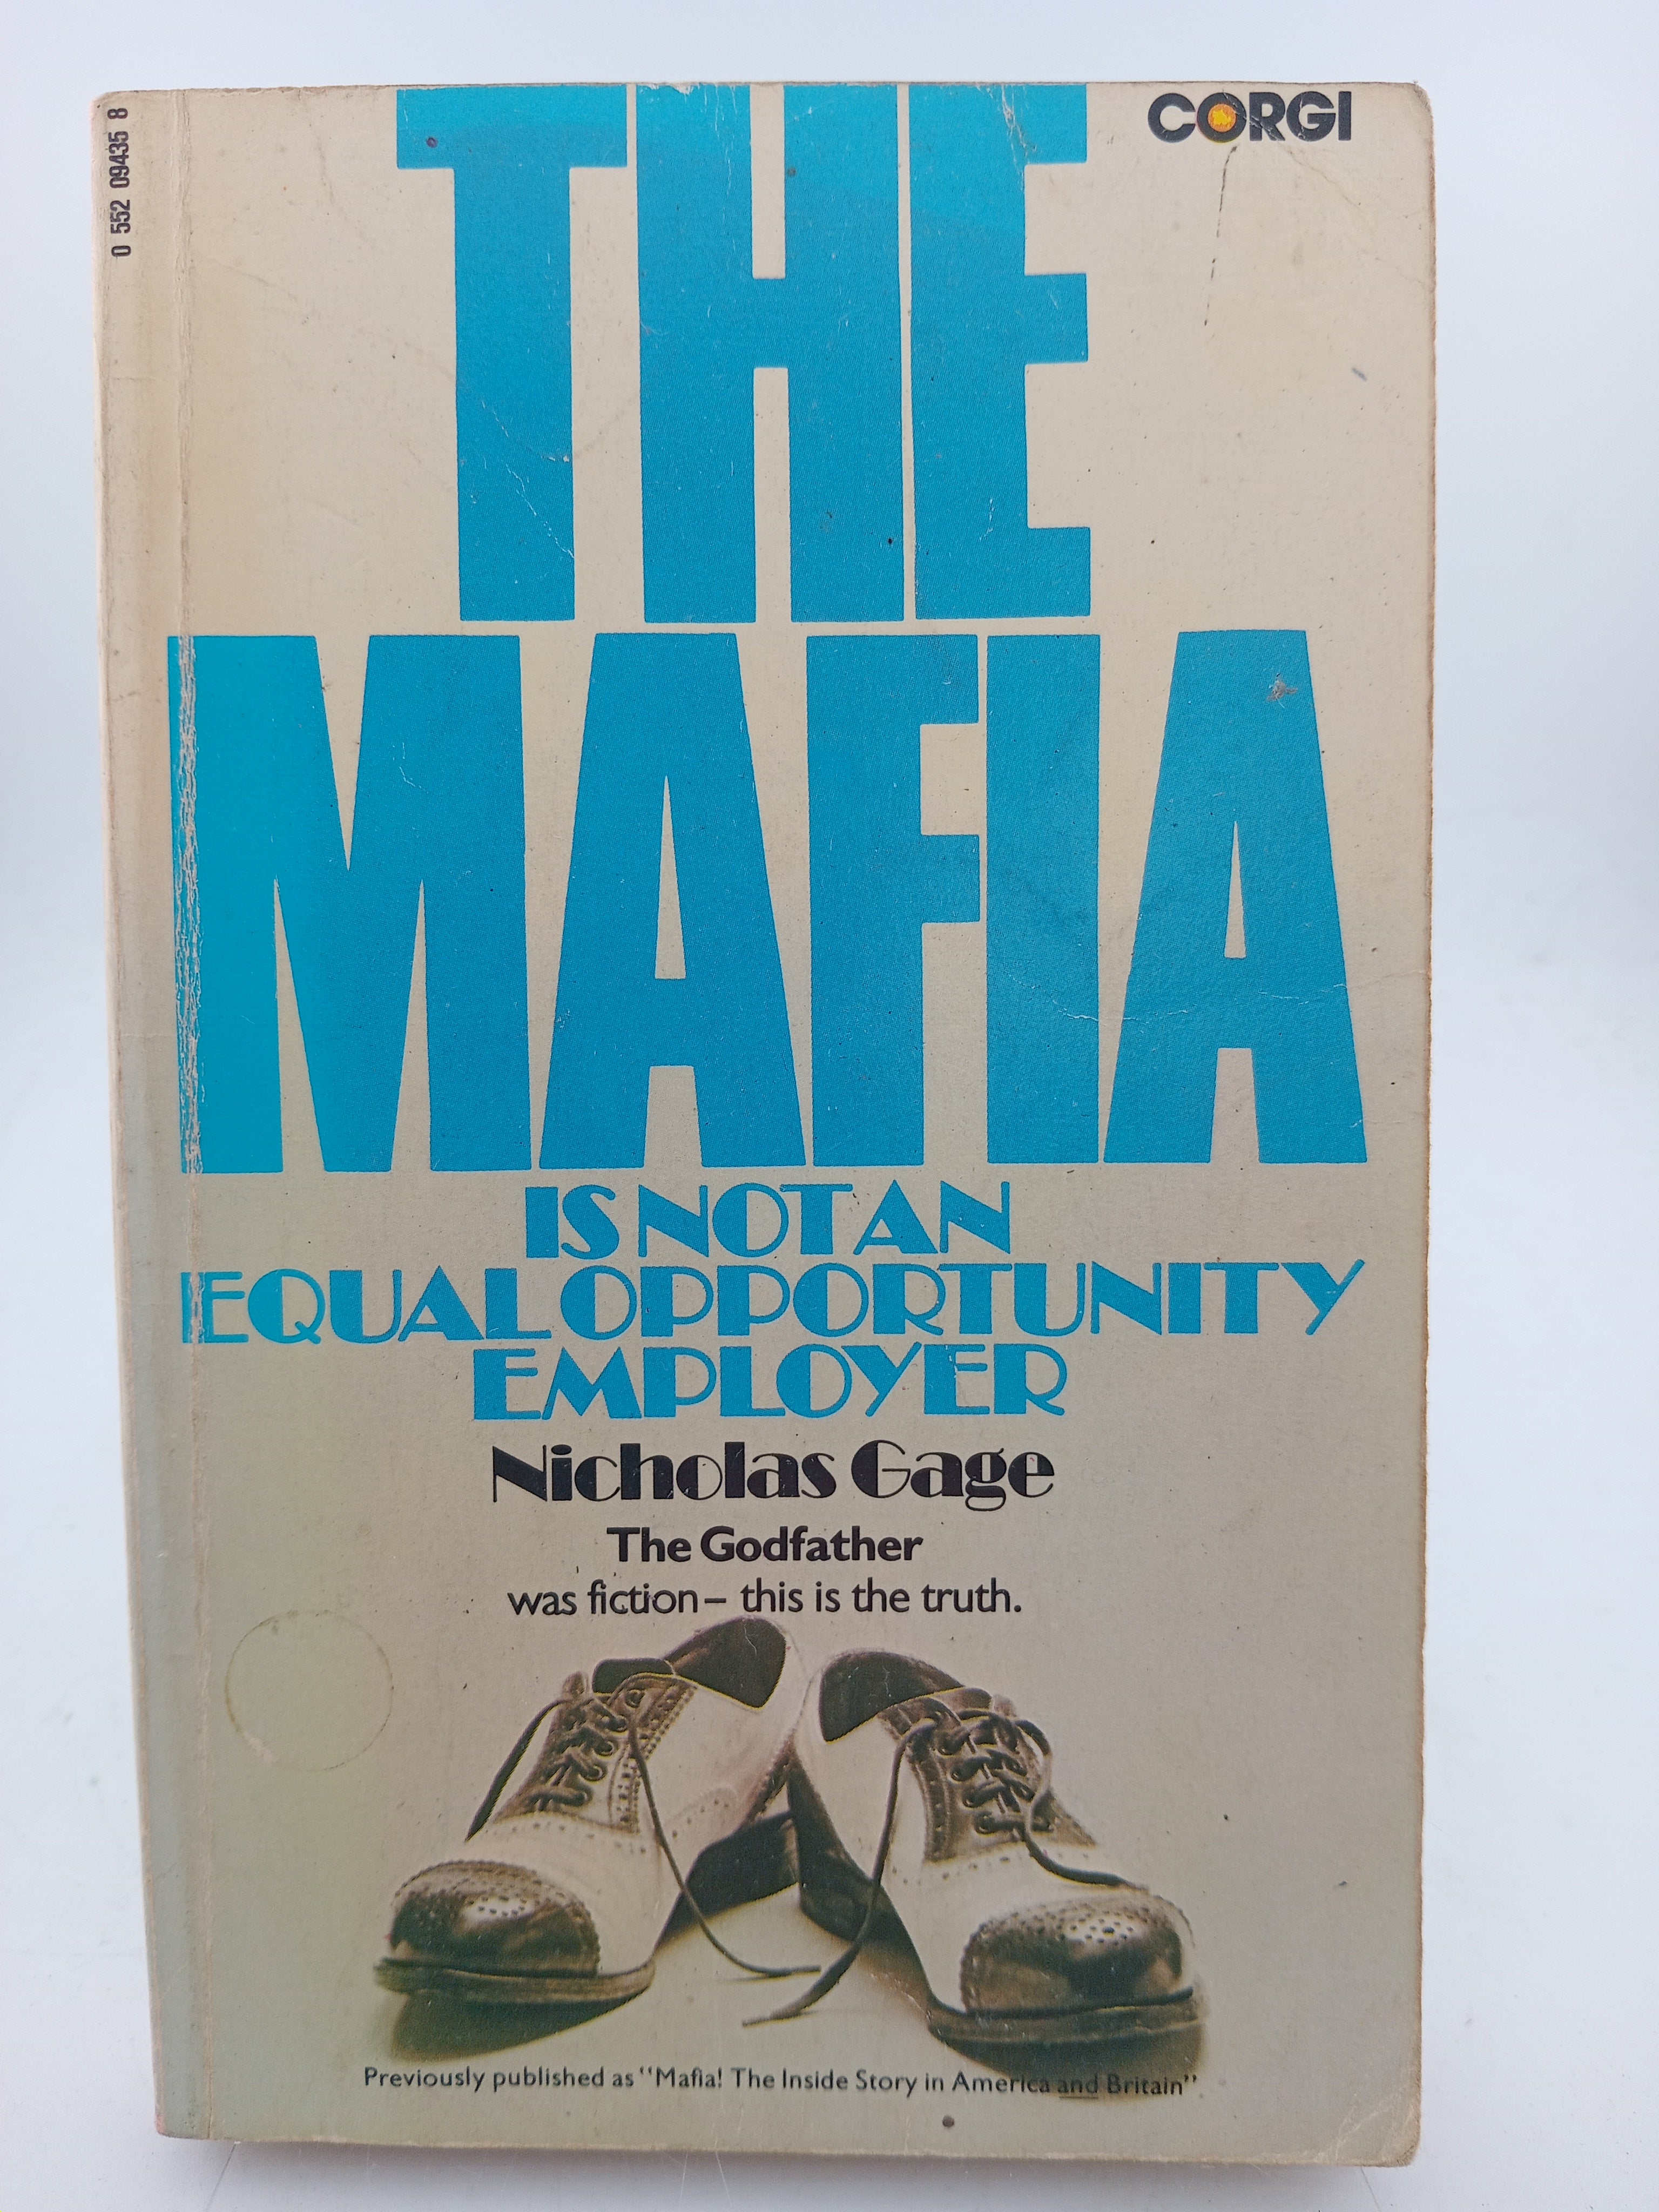 0 552 09435 8
CORGI
THE
MAFIA
IS NOT AN
EQUAL OPPORTUNITY
EMPLOYER
Nicholas Gage
The Godfather
was fiction – this is the truth.
Previously published as "Mafia! The Inside Story in America and Britain"